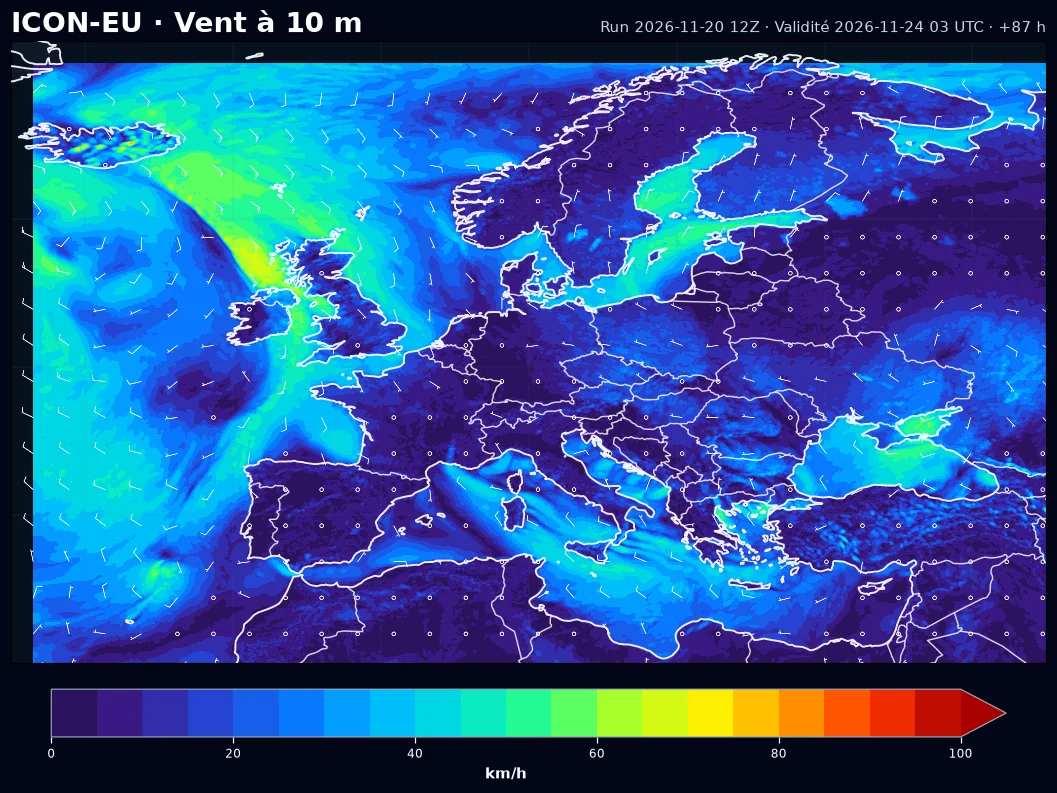 ICON-EU · Vent à 10 m
Run 2026-11-20 12Z · Validité 2026-11-24 03 UTC · +87 h
0 20 40 60 80 100
km/h